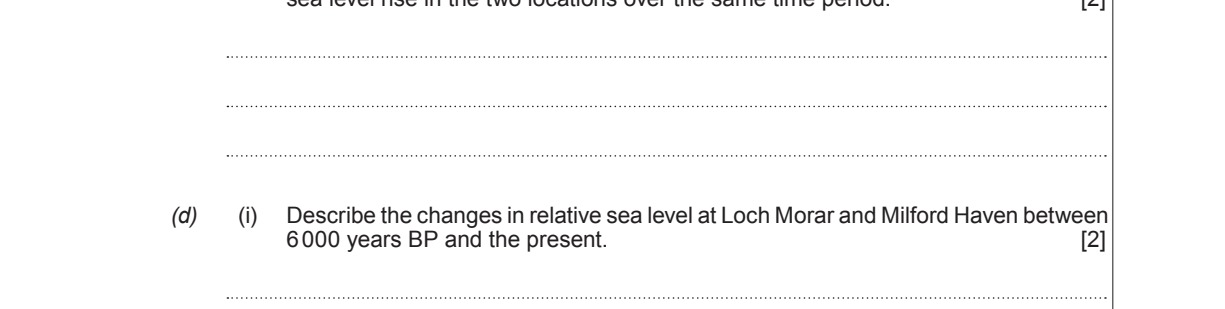 sea level rise in the two locations over the same time period. [2]
(d) (i) Describe the changes in relative sea level at Loch Morar and Milford Haven between
6000 years BP and the present. [2]